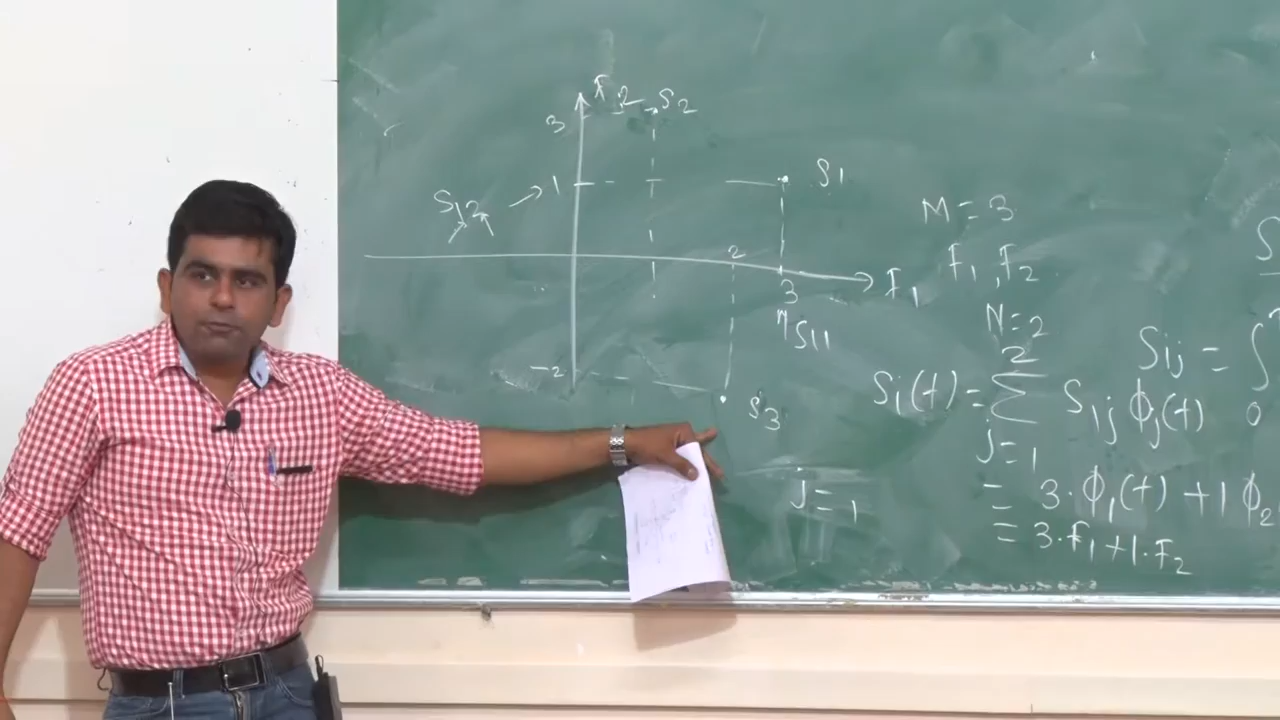 F2
3
S2
1
S12
S1
2
F1
3
S11
-2
S3
j=1
M=3
F1, F2
N=2
Si(t) = 2 Σ j=1 Sij ϕj(t)
= 3·ϕ1(t) + 1 ϕ2
= 3·F1 + 1·F2
Sij = ∫ 0
S